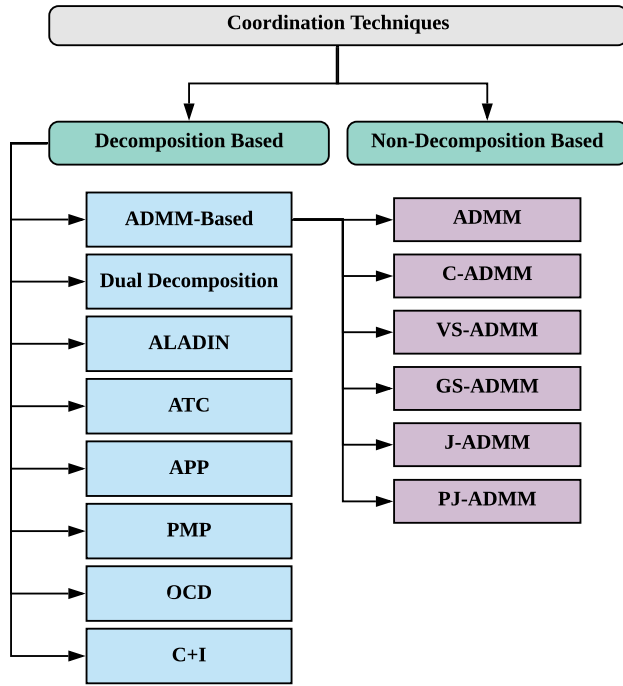 Coordination Techniques
Decomposition Based
Non-Decomposition Based
ADMM-Based
Dual Decomposition
ALADIN
ATC
APP
PMP
OCD
C+I
ADMM
C-ADMM
VS-ADMM
GS-ADMM
J-ADMM
PJ-ADMM